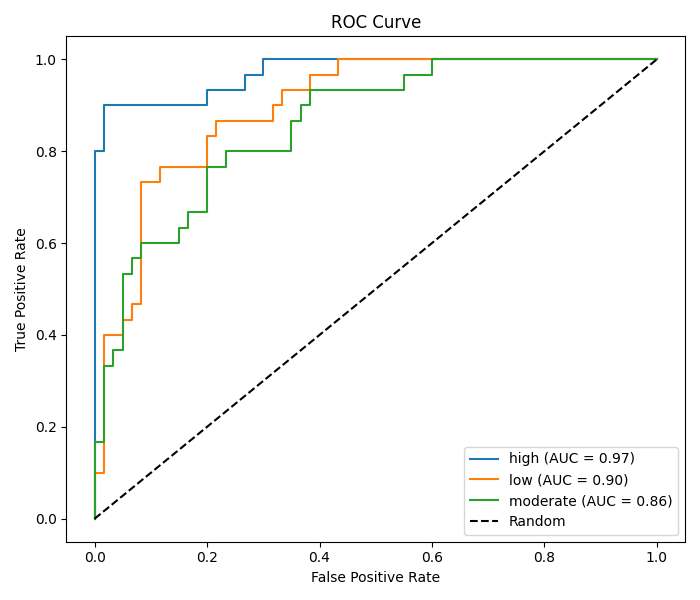 ROC Curve
True Positive Rate
1.0
0.8
0.6
0.4
0.2
0.0
high (AUC = 0.97)
low (AUC = 0.90)
moderate (AUC = 0.86)
Random
0.0 0.2 0.4 0.6 0.8 1.0
False Positive Rate